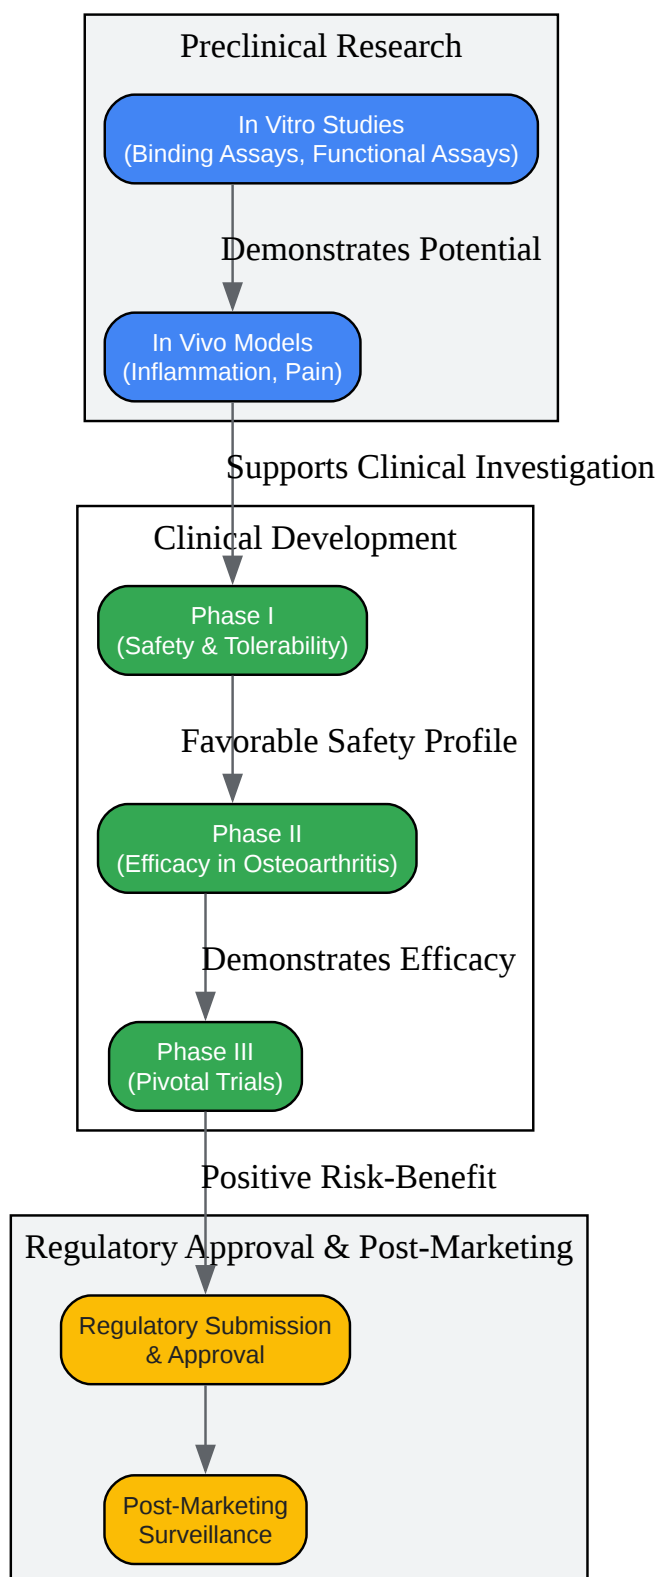 Preclinical Research
In Vitro Studies
(Binding Assays, Functional Assays)
Demonstrates Potential
In Vivo Models
(Inflammation, Pain)
Supports Clinical Investigation
Clinical Development
Phase I
(Safety & Tolerability)
Favorable Safety Profile
Phase II
(Efficacy in Osteoarthritis)
Demonstrates Efficacy
Phase III
(Pivotal Trials)
Positive Risk-Benefit
Regulatory Approval & Post-Marketing
Regulatory Submission
& Approval
Post-Marketing
Surveillance